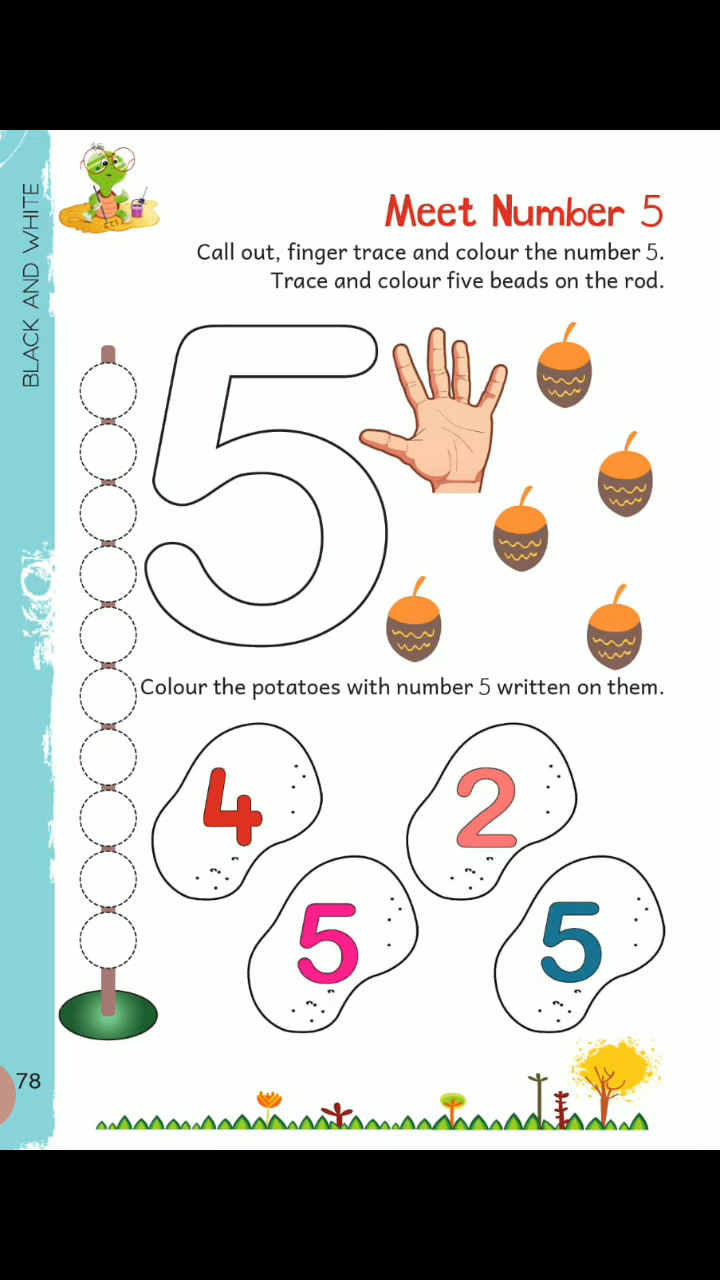 BLACK AND WHITE
Meet Number 5
Call out, finger trace and colour the number 5.
Trace and colour five beads on the rod.
5
Colour the potatoes with number 5 written on them.
4
2
5
5
78